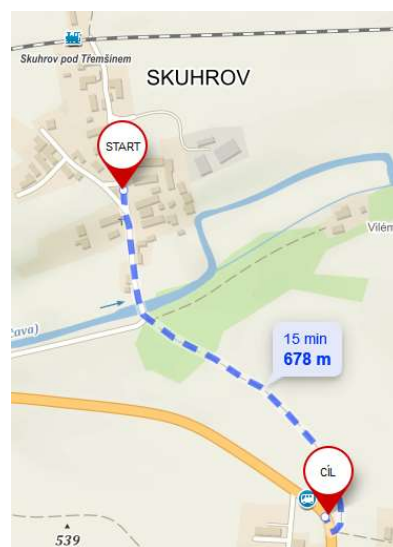 Skuhrov pod Třemšínem
SKUHROV
START
Vilém
15 min
678 m
čava)
CÍL
539